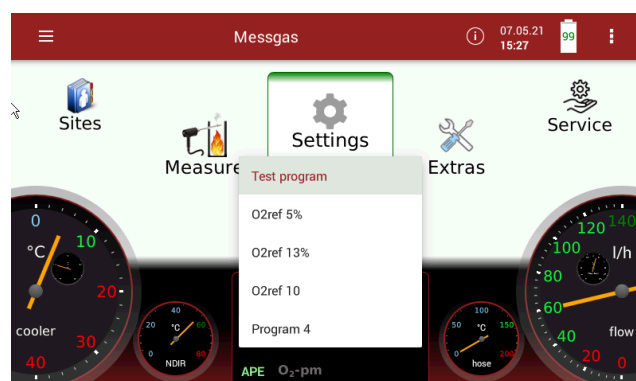 Messgas
07.05.21
15:27
99
Sites
Measure
Settings
Extras
Service
Test program
O2ref 5%
O2ref 13%
O2ref 10
Program 4
0
10
20
30
40
°C
cooler
0
20
40
60
80
°C
NDIR
APE O₂-pm
0
50
100
150
200
°C
hose
0
20
40
60
80
100
120
140
l/h
flow